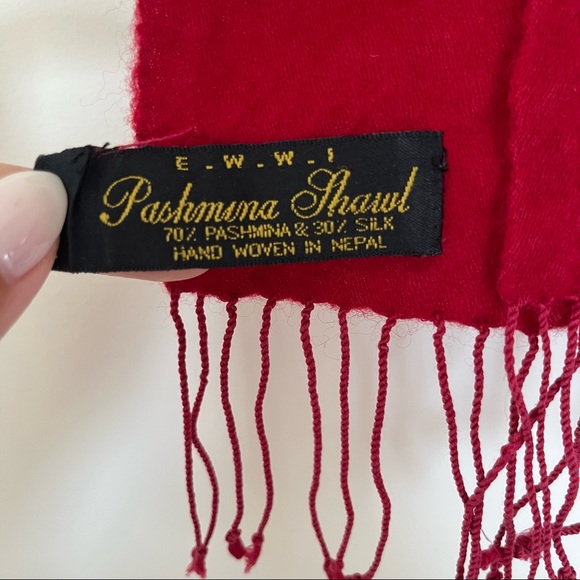 E.W.W.I
Pashmina Shawl
70% PASHMINA & 30% SILK
HAND WOVEN IN NEPAL